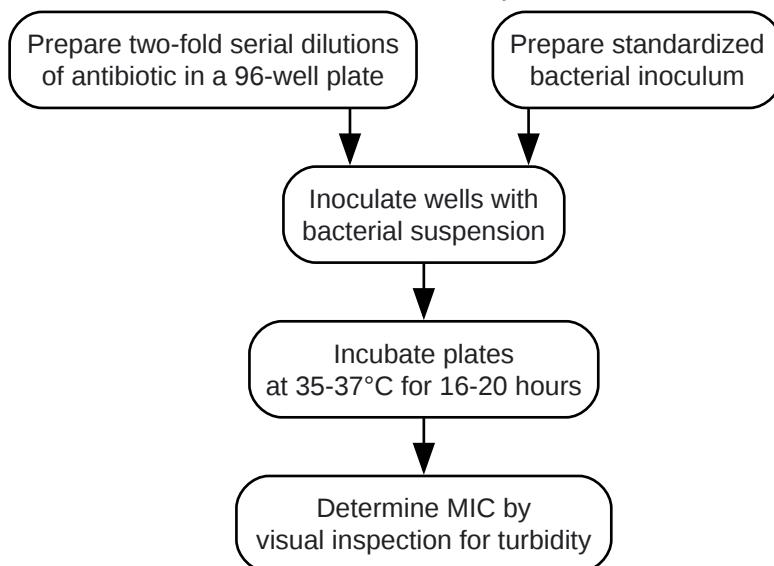 Prepare two-fold serial dilutions
of antibiotic in a 96-well plate
Prepare standardized
bacterial inoculum
Inoculate wells with
bacterial suspension
Incubate plates
at 35-37°C for 16-20 hours
Determine MIC by
visual inspection for turbidity